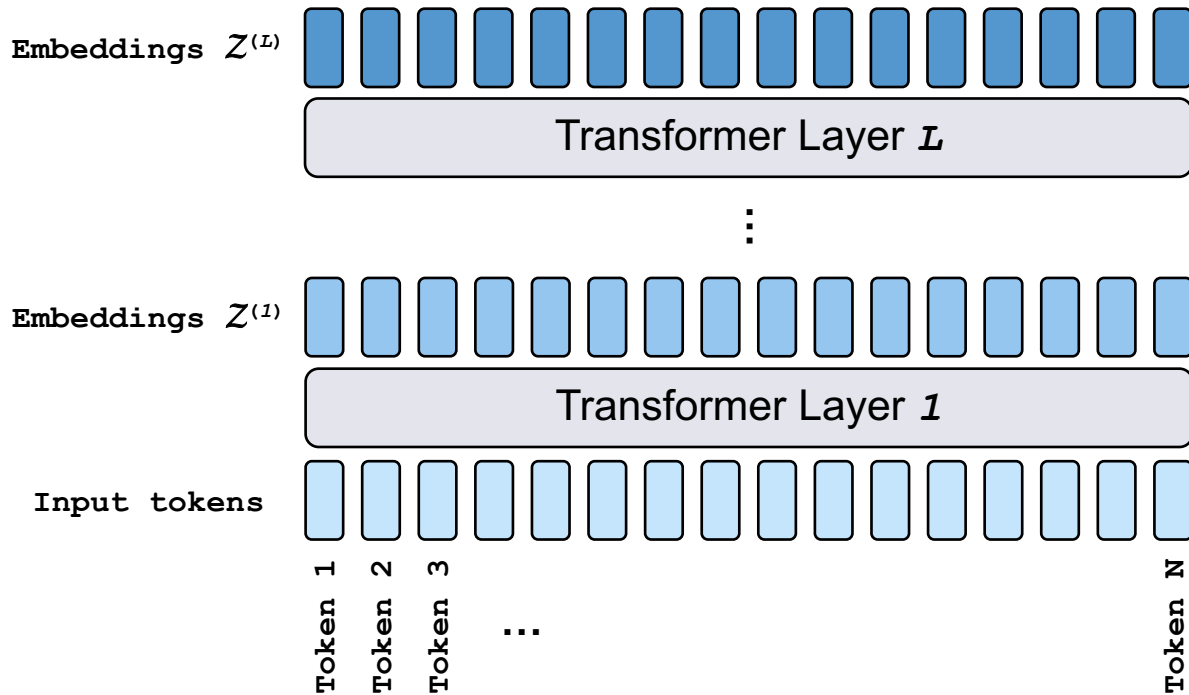 Embeddings Z(L)
Transformer Layer L
⋮
Embeddings Z(1)
Transformer Layer 1
Input tokens
Token 1
Token 2
Token 3
...
Token N